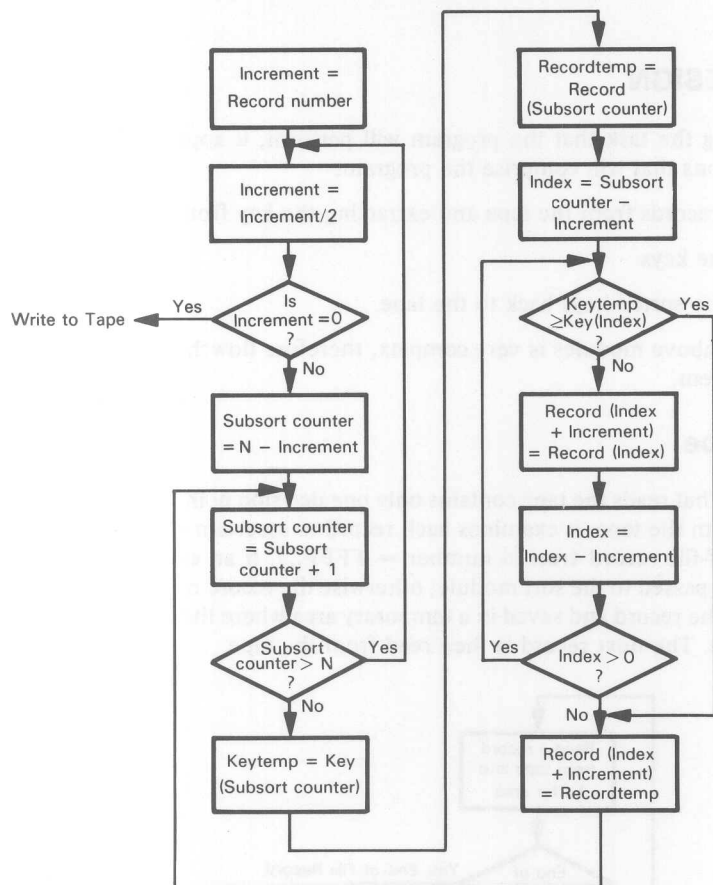 Increment =
Record number
Increment =
Increment/2
Is
Increment = 0
?
Yes
Write to Tape
No
Subsort counter
= N – Increment
Subsort counter
= Subsort
counter + 1
Subsort
counter > N
?
Yes
No
Keytemp = Key
(Subsort counter)
Recordtemp =
Record
(Subsort counter)
Index = Subsort
counter –
Increment
Keytemp
≥Key(Index)
?
Yes
No
Record (Index
+ Increment)
= Record (Index)
Index =
Index – Increment
Index > 0
?
Yes
No
Record (Index
+ Increment)
= Recordtemp